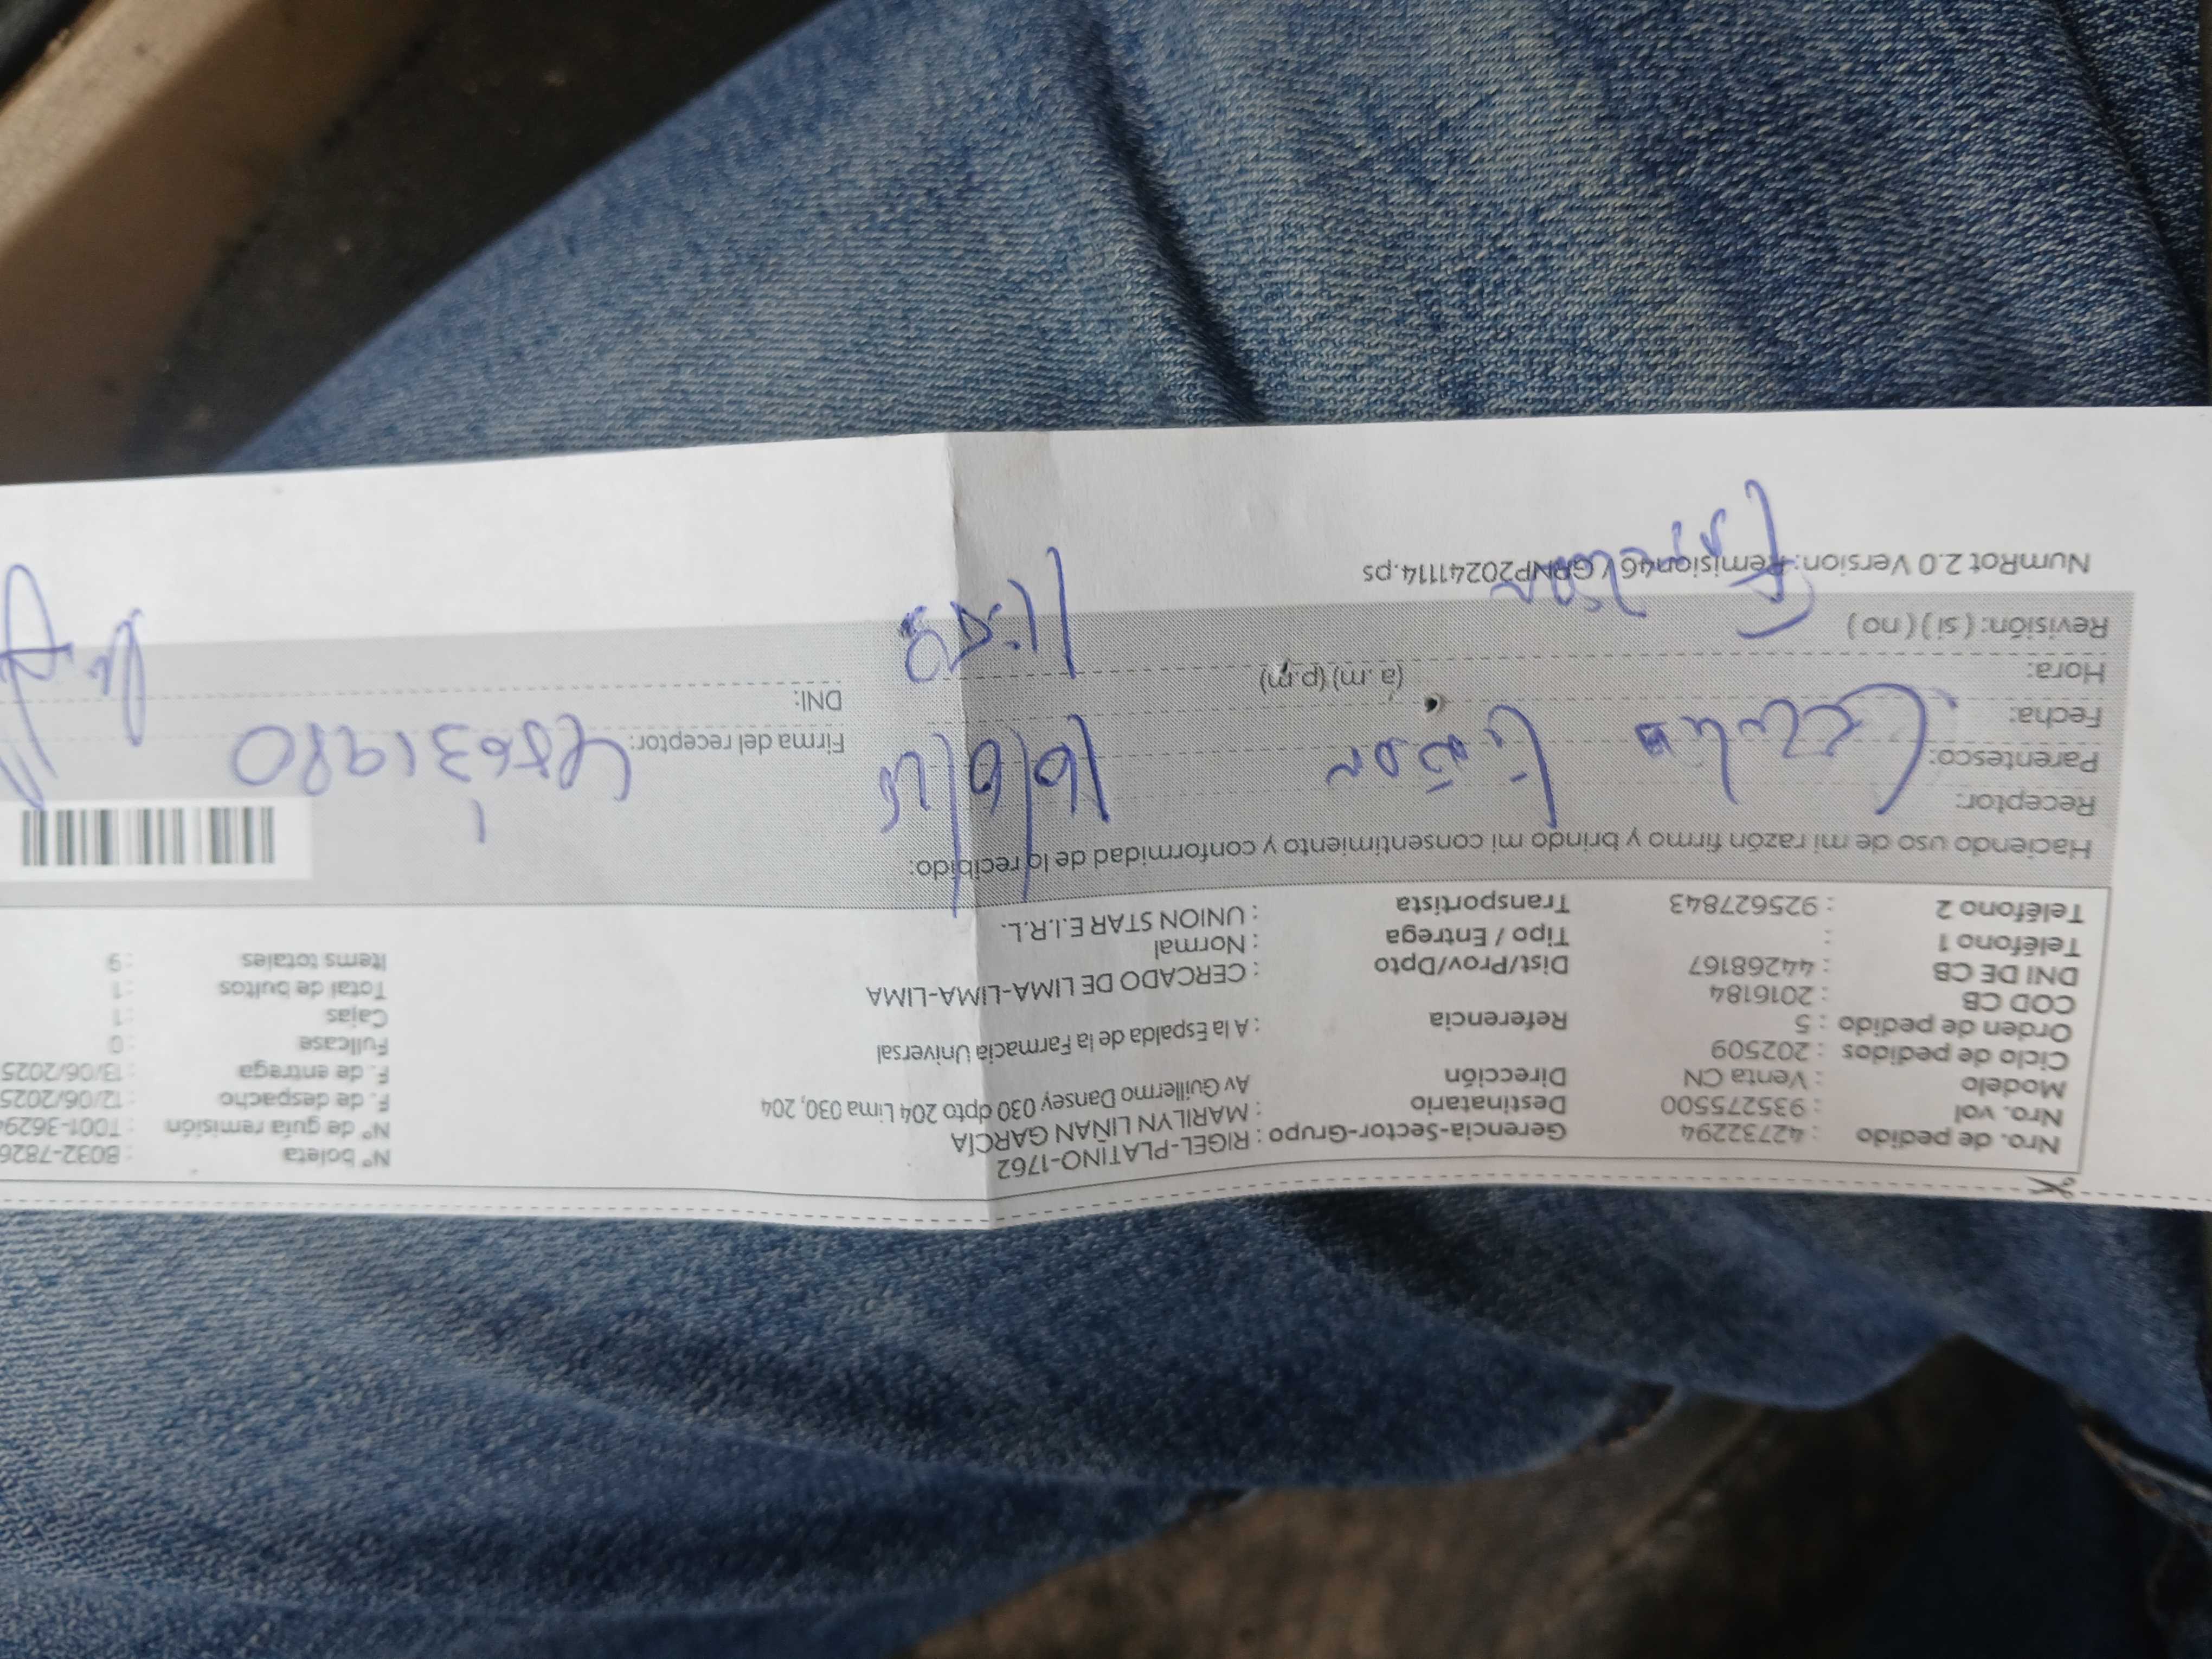 Nro. de pedido : 42732294 Gerencia-Sector-Grupo : RIGEL-PLATINO-1762 N° boleta : B032-7826
Nro. vol : 935275500 Destinatario : MARILYN LIÑAN GARCÍA N° de guía remisión : T001-36294
Modelo : Venta CN Dirección Av Guillermo Dansey 030 dpto 204 Lima 030, 204 F. de despacho : 12/06/2025
Ciclo de pedidos : 202509 F. de entrega : 13/06/2025
Orden de pedido : 5 Referencia : A la Espalda de la Farmacia Universal Fullcase : 0
COD CB : 2016184 Cajas : 1
DNI DE CB : 44268167 Dist/Prov/Dpto : CERCADO DE LIMA-LIMA-LIMA Total de bultos : 1
Teléfono 1 : Tipo / Entrega : Normal Items totales : 9
Teléfono 2 : 925627843 Transportista : UNION STAR E.I.R.L.
Haciendo uso de mi razón firmo y brindo mi consentimiento y conformidad de lo recibido:
Receptor:
Parentesco: 16/6/25 Firma del receptor:
Fecha: DNI:
Hora: (a.m) (p.m)
Revisión: ( si ) ( no )
NumRot 2.0 Version: Remision46 / GRNP20241114.ps